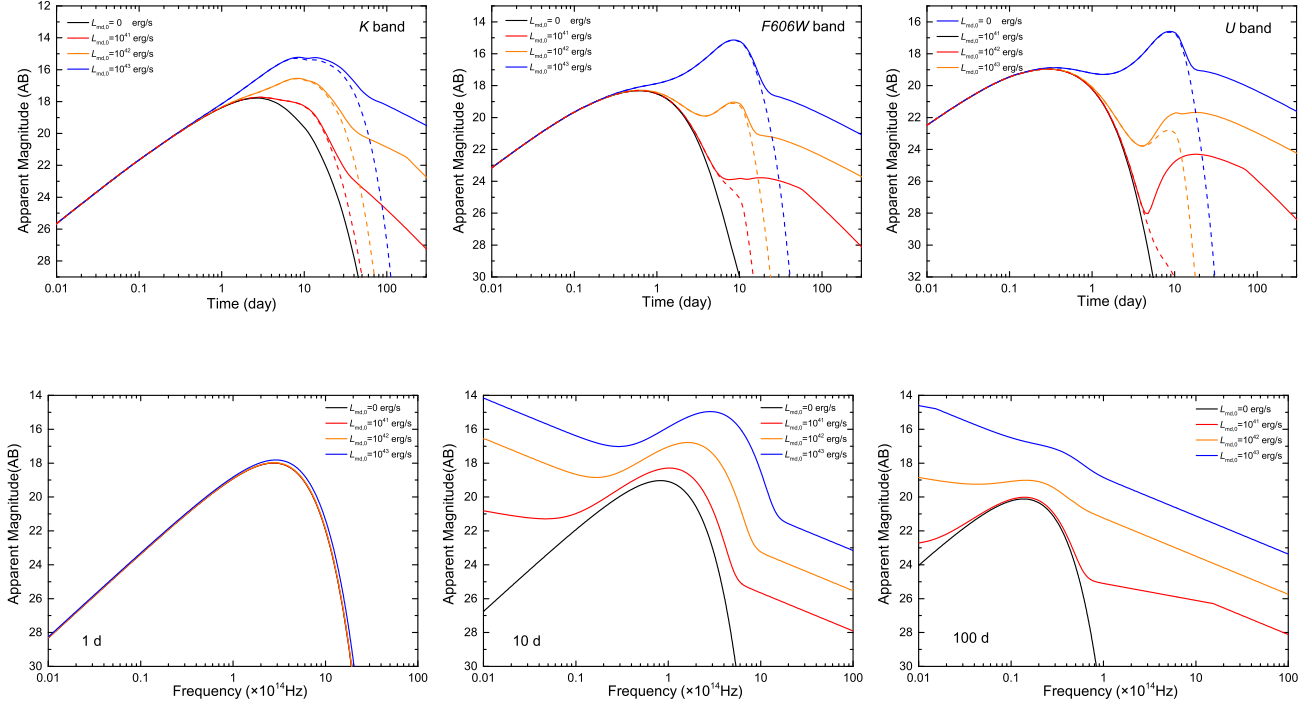 K band
L_md,0 = 0 erg/s
L_md,0=10^41 erg/s
L_md,0=10^42 erg/s
L_md,0=10^43 erg/s
12
14
16
18
20
22
24
26
28
Apparent Magnitude (AB)
0.01 0.1 1 10 100
Time (day)
F606W band
L_md,0= 0 erg/s
L_md,0=10^41 erg/s
L_md,0=10^42 erg/s
L_md,0=10^43 erg/s
12
14
16
18
20
22
24
26
28
30
Apparent Magnitude (AB)
0.01 0.1 1 10 100
Time (day)
U band
L_md,0= 0 erg/s
L_md,0=10^41 erg/s
L_md,0=10^42 erg/s
L_md,0=10^43 erg/s
16
18
20
22
24
26
28
30
32
Apparent Magnitude (AB)
0.01 0.1 1 10 100
Time (day)
L_md,0=0 erg/s
L_md,0=10^41 erg/s
L_md,0=10^42 erg/s
L_md,0=10^43 erg/s
14
16
18
20
22
24
26
28
30
Apparent Magnitude(AB)
1 d
0.01 0.1 1 10 100
Frequency (×10^14Hz)
L_md,0=0 erg/s
L_md,0=10^41 erg/s
L_md,0=10^42 erg/s
L_md,0=10^43 erg/s
14
16
18
20
22
24
26
28
30
Apparent Magnitude(AB)
10 d
0.01 0.1 1 10 100
Frequency (×10^14Hz)
L_md,0=0 erg/s
L_md,0=10^41 erg/s
L_md,0=10^42 erg/s
L_md,0=10^43 erg/s
14
16
18
20
22
24
26
28
30
Apparent Magnitude(AB)
100 d
0.01 0.1 1 10 100
Frequency (×10^14Hz)